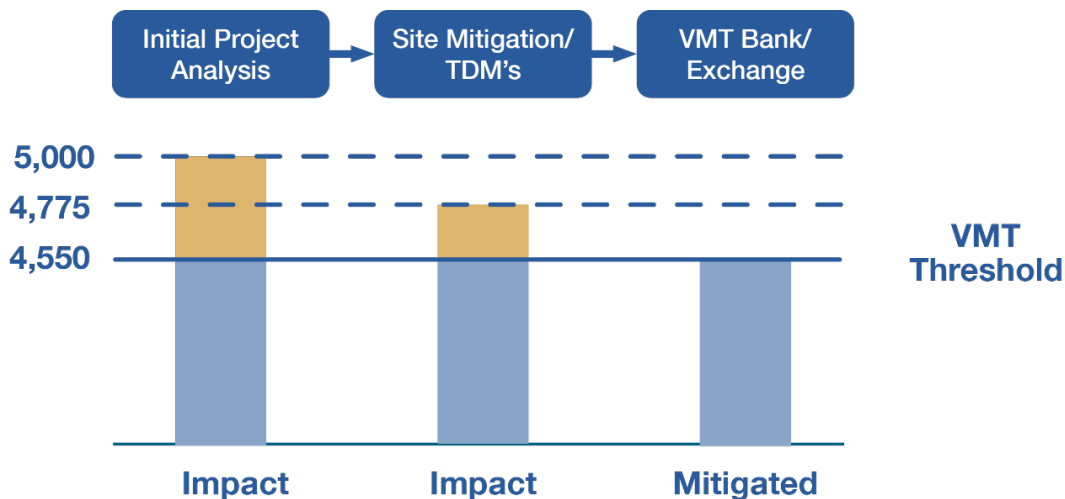 Initial Project
Analysis
Site Mitigation/
TDM's
VMT Bank/
Exchange
5,000
4,775
4,550
VMT
Threshold
Impact
Impact
Mitigated